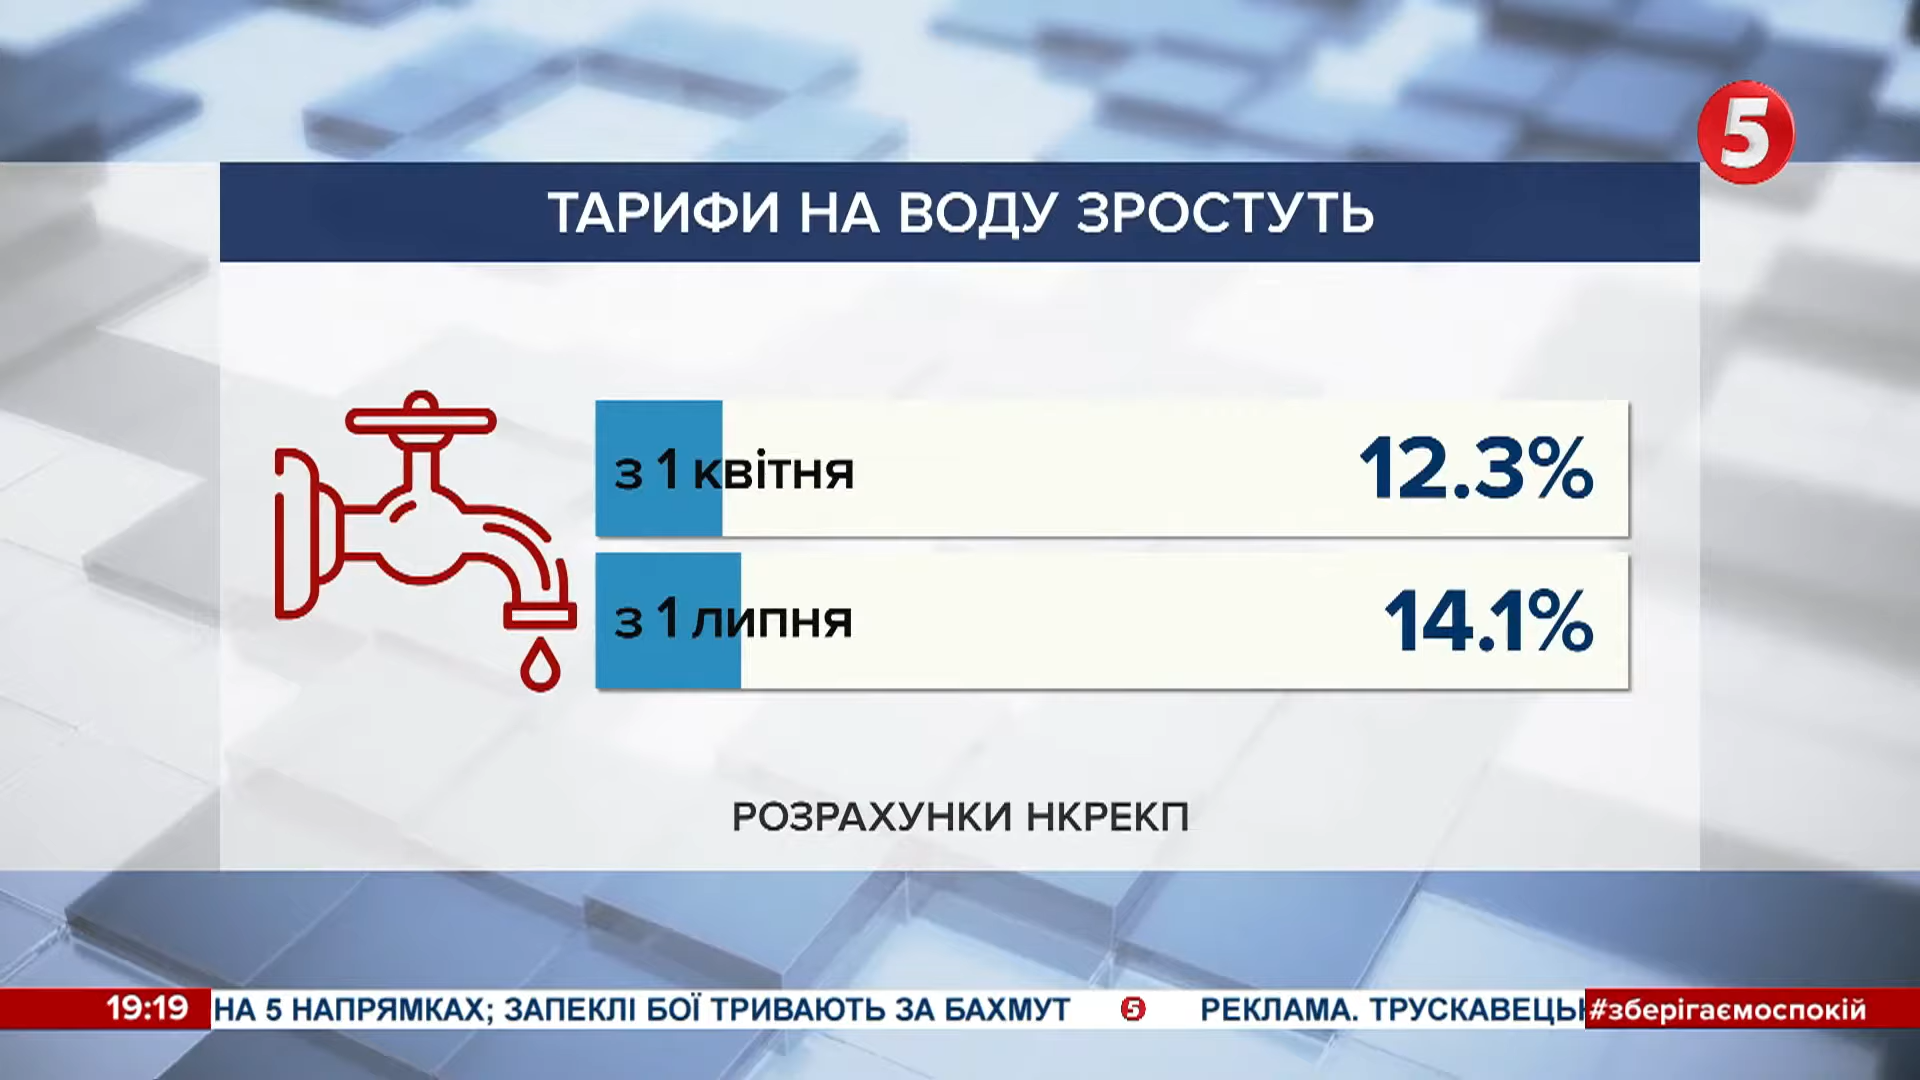 5
ТАРИФИ НА ВОДУ ЗРОСТУТЬ
з 1 квітня 12.3%
з 1 липня 14.1%
РОЗРАХУНКИ НКРЕКП
19:19 НА 5 НАПРЯМКАХ; ЗАПЕКЛІ БОЇ ТРИВАЮТЬ ЗА БАХМУТ 5 РЕКЛАМА. #зберігаємоспокій